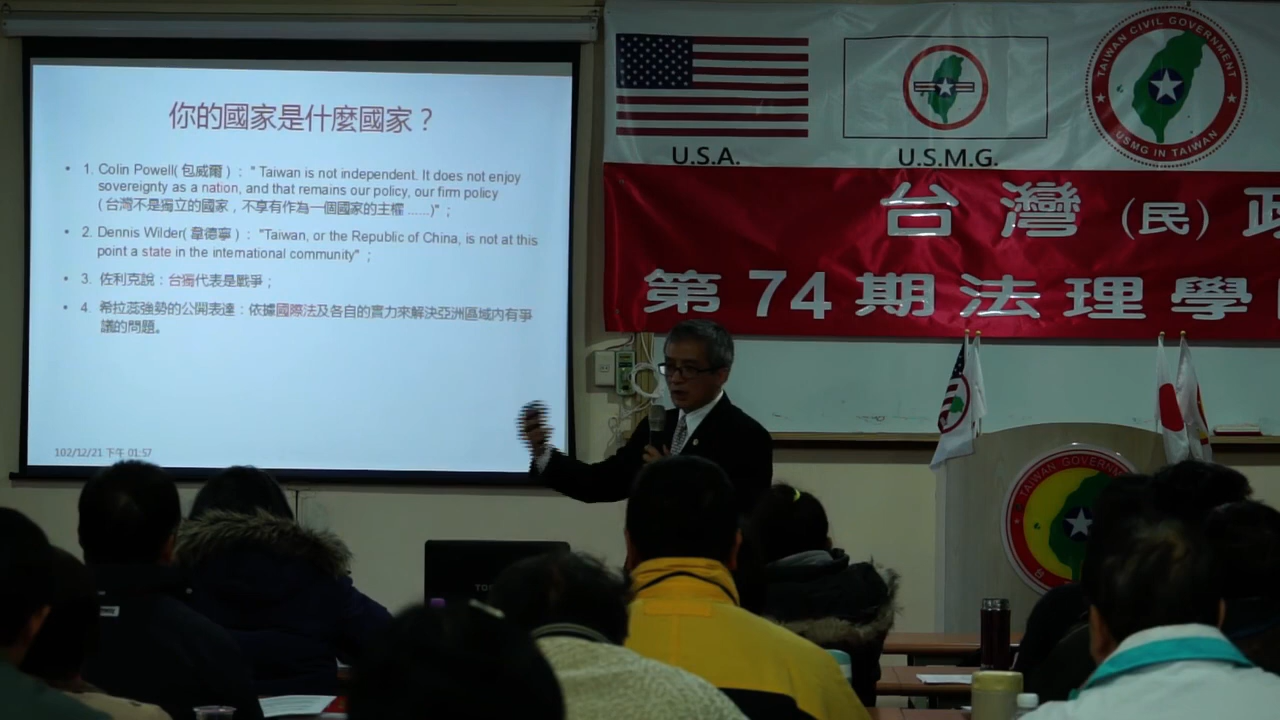 你的國家是什麼國家？
• 1. Colin Powell( 包威爾 ) : " Taiwan is not independent. It does not enjoy
sovereignty as a nation, and that remains our policy, our firm policy
( 台灣不是獨立的國家，不享有作為一個國家的主權 ......)" ;
• 2. Dennis Wilder( 韋德寧 ) : "Taiwan, or the Republic of China, is not at this
point a state in the international community" ;
• 3. 佐利克說：台獨代表是戰爭；
• 4. 希拉蕊強勢的公開表達：依據國際法及各自的實力來解決亞洲區域內有爭
議的問題。
102/12/21 下午 01:57
U.S.A.
U.S.M.G.
TAIWAN CIVIL GOVERNMENT
USMG IN TAIWAN
台灣(民)政
第74期法理學
TAIWAN GOVERNM